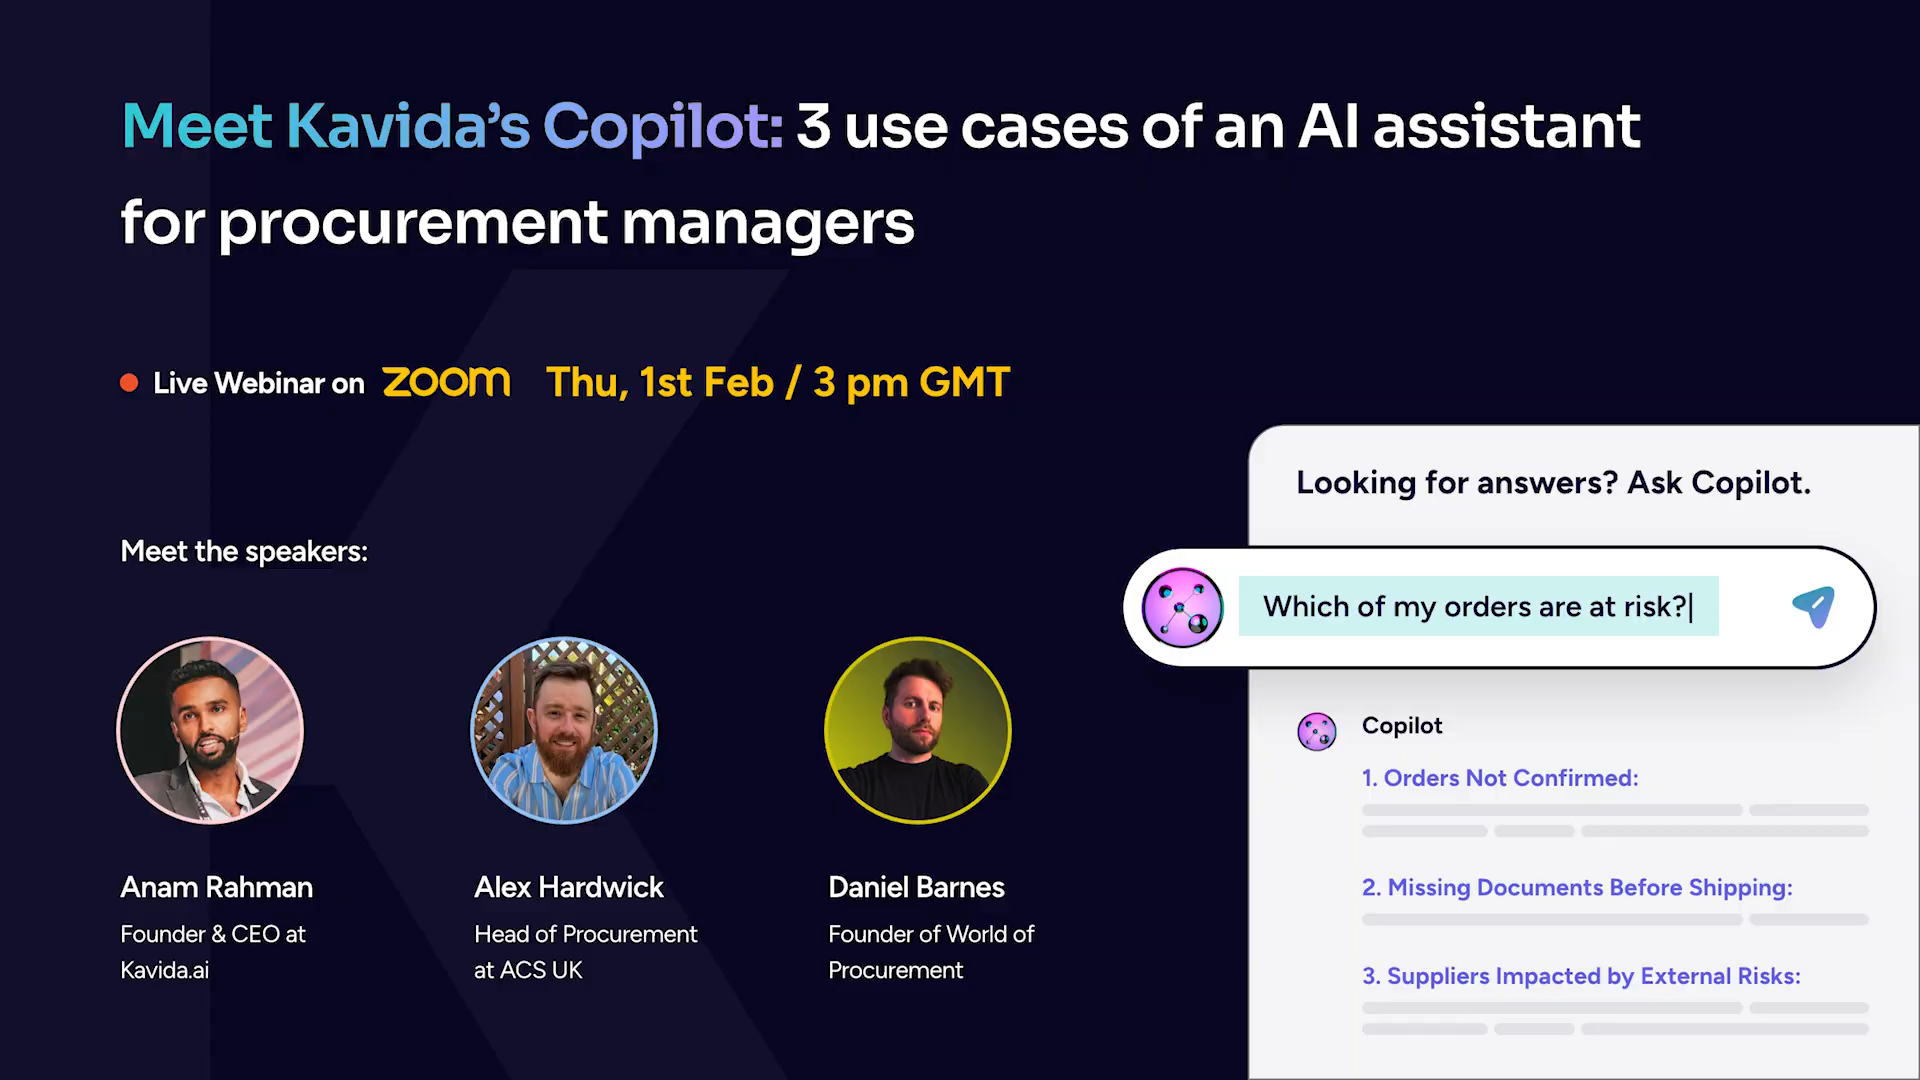 Meet Kavida’s Copilot: 3 use cases of an AI assistant
for procurement managers
Live Webinar on zoom Thu, 1st Feb / 3 pm GMT
Meet the speakers:
Anam Rahman
Founder & CEO at
Kavida.ai
Alex Hardwick
Head of Procurement
at ACS UK
Daniel Barnes
Founder of World of
Procurement
Looking for answers? Ask Copilot.
Which of my orders are at risk?
Copilot
1. Orders Not Confirmed:
2. Missing Documents Before Shipping:
3. Suppliers Impacted by External Risks: